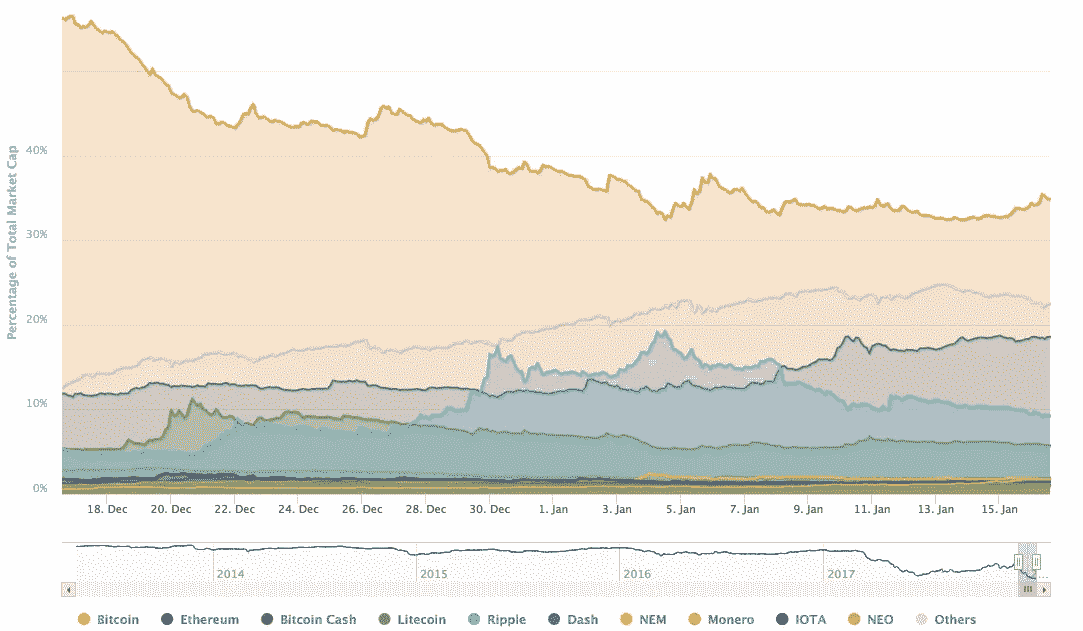 Percentage of Total Market Cap
40%
30%
20%
10%
0%
18. Dec 20. Dec 22. Dec 24. Dec 26. Dec 28. Dec 30. Dec 1. Jan 3. Jan 5. Jan 7. Jan 9. Jan 11. Jan 13. Jan 15. Jan
2014 2015 2016 2017
Bitcoin Ethereum Bitcoin Cash Litecoin Ripple Dash NEM Monero IOTA NEO Others